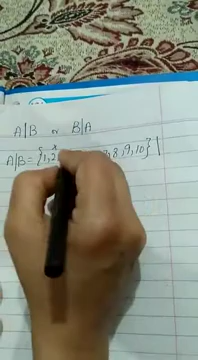 A|B or B|A
A|B = {1,2 8,9,10}|